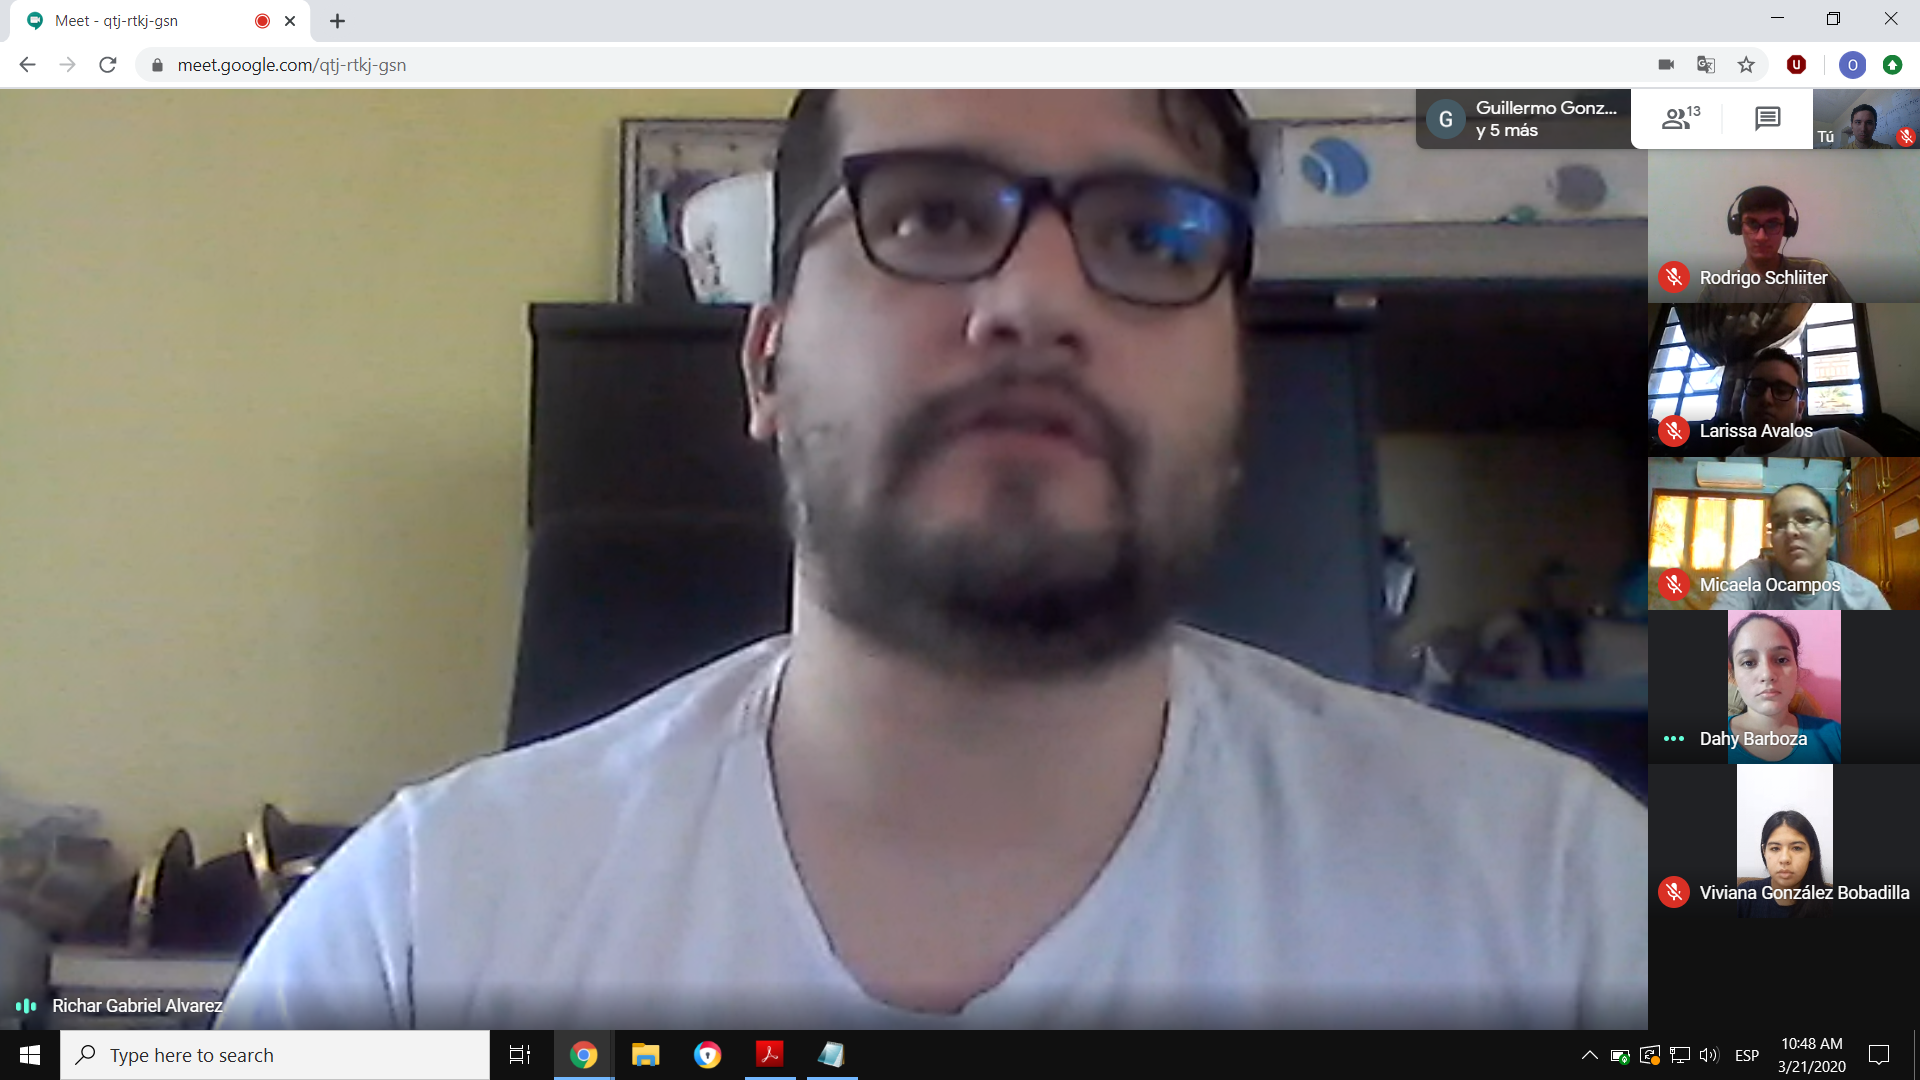 Meet - qtj-rtkj-gsn
meet.google.com/qtj-rtkj-gsn
O
G
Guillermo Gonz...
y 5 más
13
Tú
Rodrigo Schliiter
Larissa Avalos
Micaela Ocampos
Dahy Barboza
Viviana González Bobadilla
Richar Gabriel Alvarez
Type here to search
ESP
10:48 AM
3/21/2020